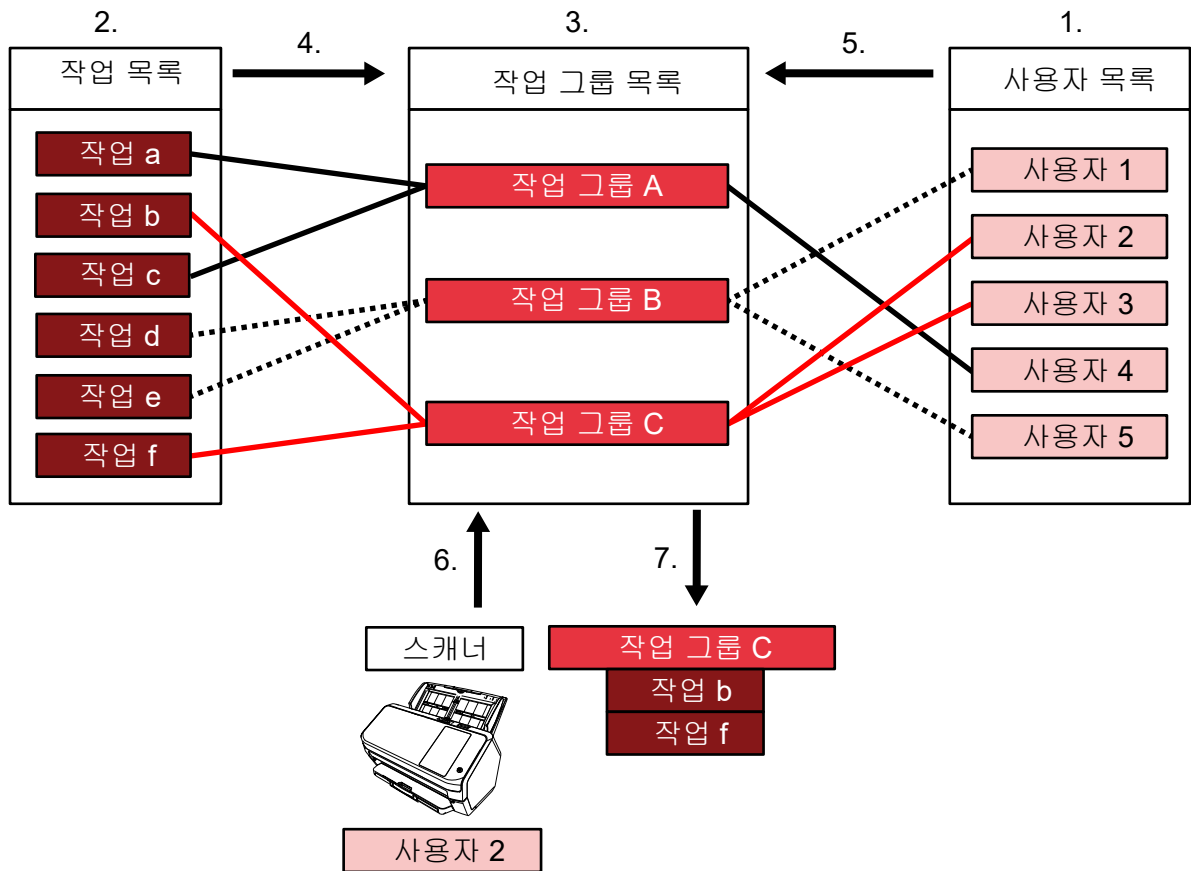 2.
4.
3.
5.
1.
작업 목록
작업 그룹 목록
사용자 목록
작업 a
작업 b
작업 c
작업 d
작업 e
작업 f
작업 그룹 A
작업 그룹 B
작업 그룹 C
사용자 1
사용자 2
사용자 3
사용자 4
사용자 5
6.
7.
스캐너
사용자 2
작업 그룹 C
작업 b
작업 f